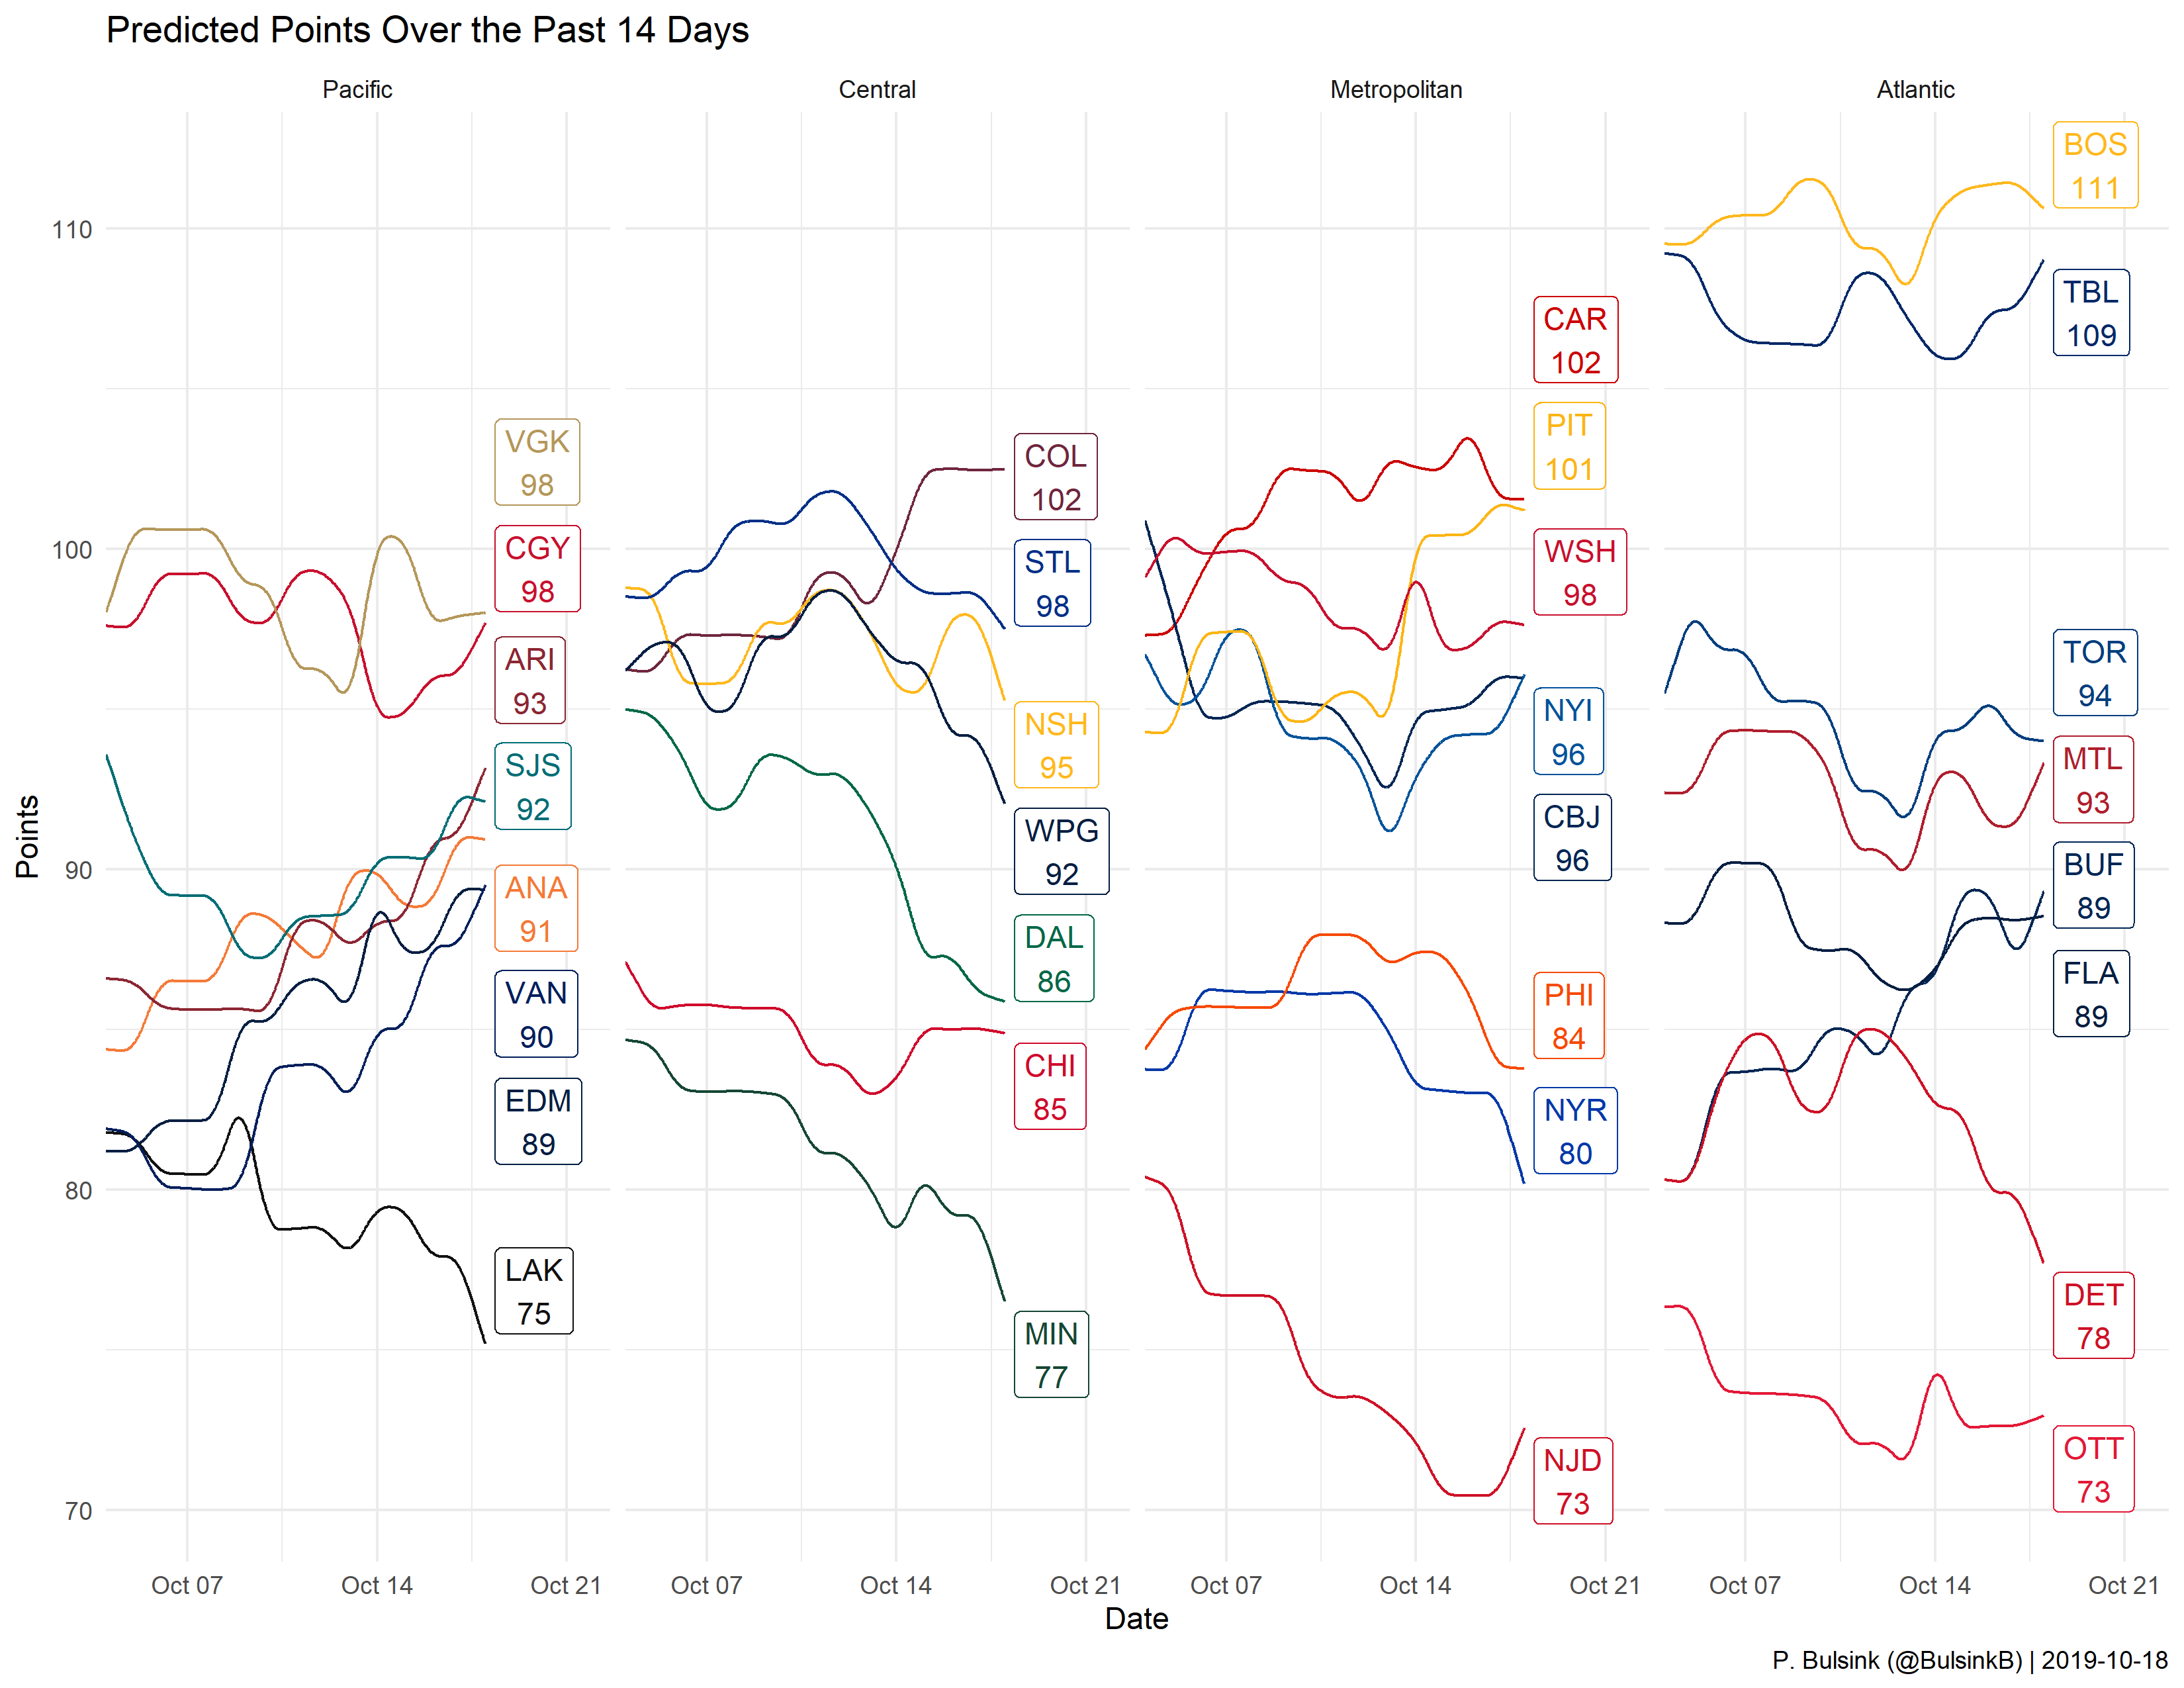 Predicted Points Over the Past 14 Days
Pacific
Central
Metropolitan
Atlantic
Points
110
100
90
80
70
VGK
98
CGY
98
ARI
93
SJS
92
ANA
91
VAN
90
EDM
89
LAK
75
COL
102
STL
98
NSH
95
WPG
92
DAL
86
CHI
85
MIN
77
CAR
102
PIT
101
WSH
98
NYI
96
CBJ
96
PHI
84
NYR
80
NJD
73
BOS
111
TBL
109
TOR
94
MTL
93
BUF
89
FLA
89
DET
78
OTT
73
Oct 07 Oct 14 Oct 21
Oct 07 Oct 14 Oct 21
Oct 07 Oct 14 Oct 21
Oct 07 Oct 14 Oct 21
Date
P. Bulsink (@BulsinkB) | 2019-10-18